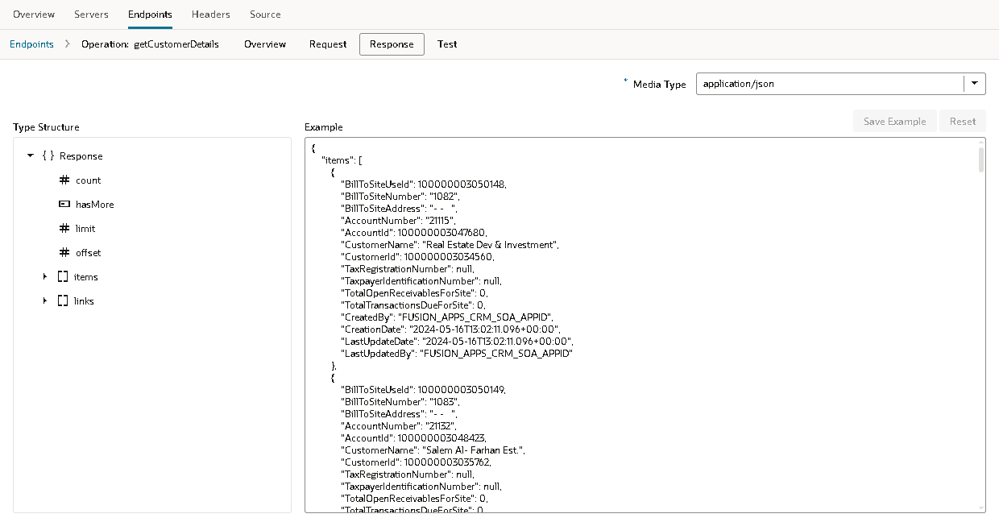 Overview Servers Endpoints Headers Source
Endpoints Operation: getCustomerDetails Overview Request Response Test
* Media Type application/json
Save Example Reset
Type Structure
Example
{ } Response
# count
hasMore
# limit
# offset
[ ] items
[ ] links
{
"items": [
{
"BillToSiteUseId": 100000003050148,
"BillToSiteNumber": "1082",
"BillToSiteAddress": "- -   ",
"AccountNumber": "21115",
"AccountId": 100000003047680,
"CustomerName": "Real Estate Dev & Investment",
"CustomerId": 100000003034560,
"TaxRegistrationNumber": null,
"TaxpayerIdentificationNumber": null,
"TotalOpenReceivablesForSite": 0,
"TotalTransactionsDueForSite": 0,
"CreatedBy": "FUSION_APPS_CRM_SOA_APPID",
"CreationDate": "2024-05-16T13:02:11.096+00:00",
"LastUpdateDate": "2024-05-16T13:02:11.096+00:00",
"LastUpdatedBy": "FUSION_APPS_CRM_SOA_APPID"
},
{
"BillToSiteUseId": 100000003050149,
"BillToSiteNumber": "1083",
"BillToSiteAddress": "- -   ",
"AccountNumber": "21132",
"AccountId": 100000003048423,
"CustomerName": "Salem Al- Farhan Est.",
"CustomerId": 100000003035762,
"TaxRegistrationNumber": null,
"TaxpayerIdentificationNumber": null,
"TotalOpenReceivablesForSite": 0,
"TotalTransactionsDueForSite": 0